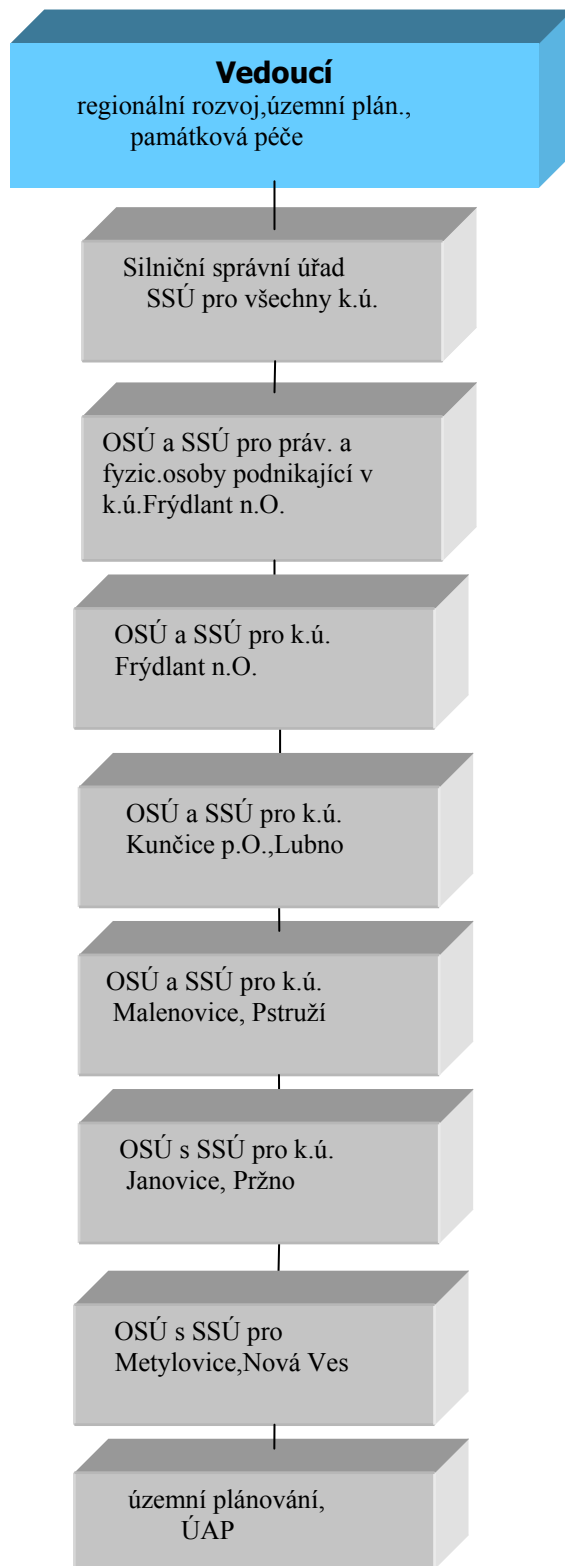 Vedoucí
regionální rozvoj,územní plán.,
památková péče
Silniční správní úřad
SSÚ pro všechny k.ú.
OSÚ a SSÚ pro práv. a
fyzic.osoby podnikající v
k.ú.Frýdlant n.O.
OSÚ a SSÚ pro k.ú.
Frýdlant n.O.
OSÚ a SSÚ pro k.ú.
Kunčice p.O.,Lubno
OSÚ a SSÚ pro k.ú.
Malenovice, Pstruží
OSÚ s SSÚ pro k.ú.
Janovice, Pržno
OSÚ s SSÚ pro
Metylovice,Nová Ves
územní plánování,
ÚAP